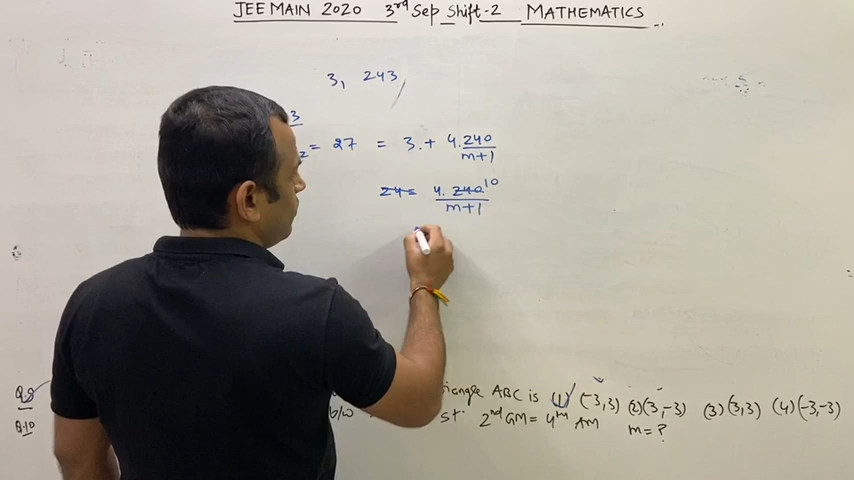 JEE MAIN 2020 3rd Sep Shift-2 MATHEMATICS
3, 243,
3
2 = 27 = 3 + 4.240/m+1
24 = 4.240 10/m+1
Q.9 iangle ABC is (1) (-3,3) (2)(3,-3) (3)(3,3) (4)(-3,-3)
Q.10 b/w st. 2nd GM = 4th AM m=?